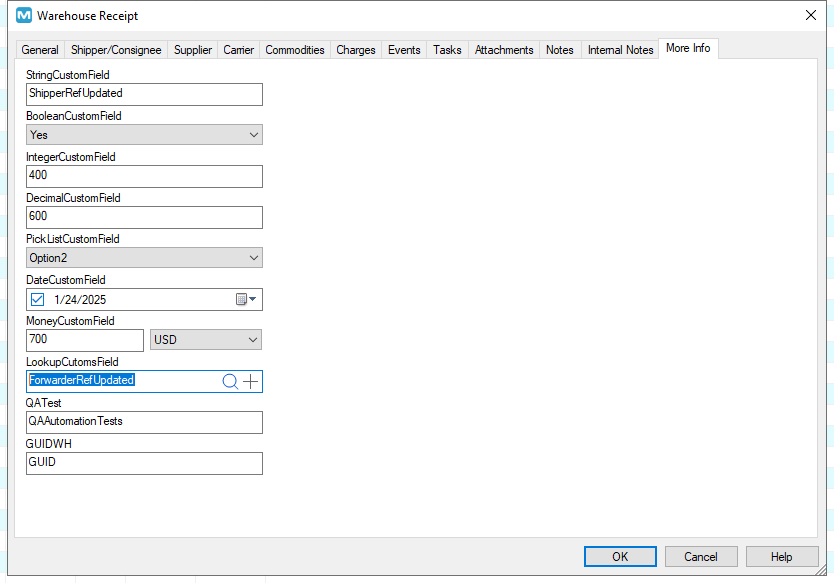 M Warehouse Receipt
General Shipper/Consignee Supplier Carrier Commodities Charges Events Tasks Attachments Notes Internal Notes More Info
StringCustomField
ShipperRefUpdated
BooleanCustomField
Yes
IntegerCustomField
400
DecimalCustomField
600
PickListCustomField
Option2
DateCustomField
1/24/2025
MoneyCustomField
700 USD
LookupCutomsField
ForwarderRefUpdated
QATest
QAAutomationTests
GUIDWH
GUID
OK Cancel Help